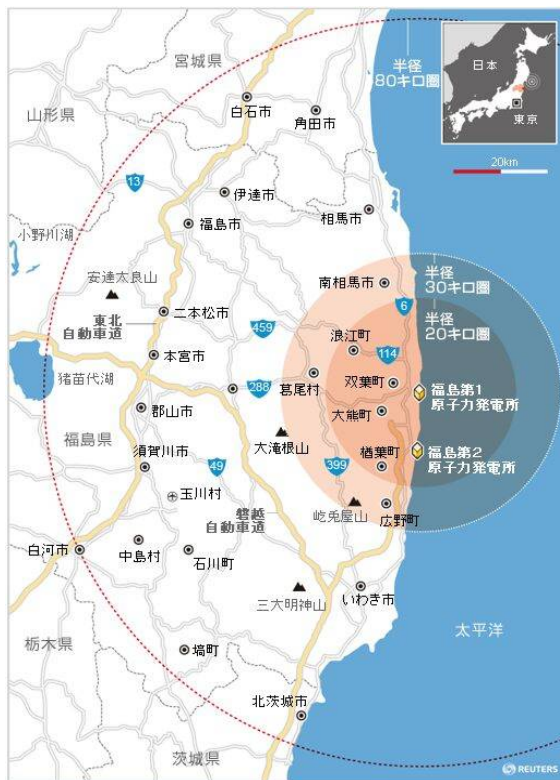 宮城県
半径
80キロ圏
日本
東京
山形県
白石市
角田市
20km
13
伊達市
相馬市
福島市
小野川湖
安達太良山
南相馬市
半径
30キロ圏
6
二本松市
半径
20キロ圏
東北
自動車道
459
浪江町
114
本宮市
猪苗代湖
288
葛尾村
双葉町
福島第1
原子力発電所
郡山市
大熊町
福島県
大滝根山
須賀川市
49
399
楢葉町
福島第2
原子力発電所
玉川村
磐越
自動車道
屹兎屋山
広野町
白河市
中島村
石川町
三大明神山
いわき市
栃木県
太平洋
塙町
北茨城市
茨城県
REUTERS